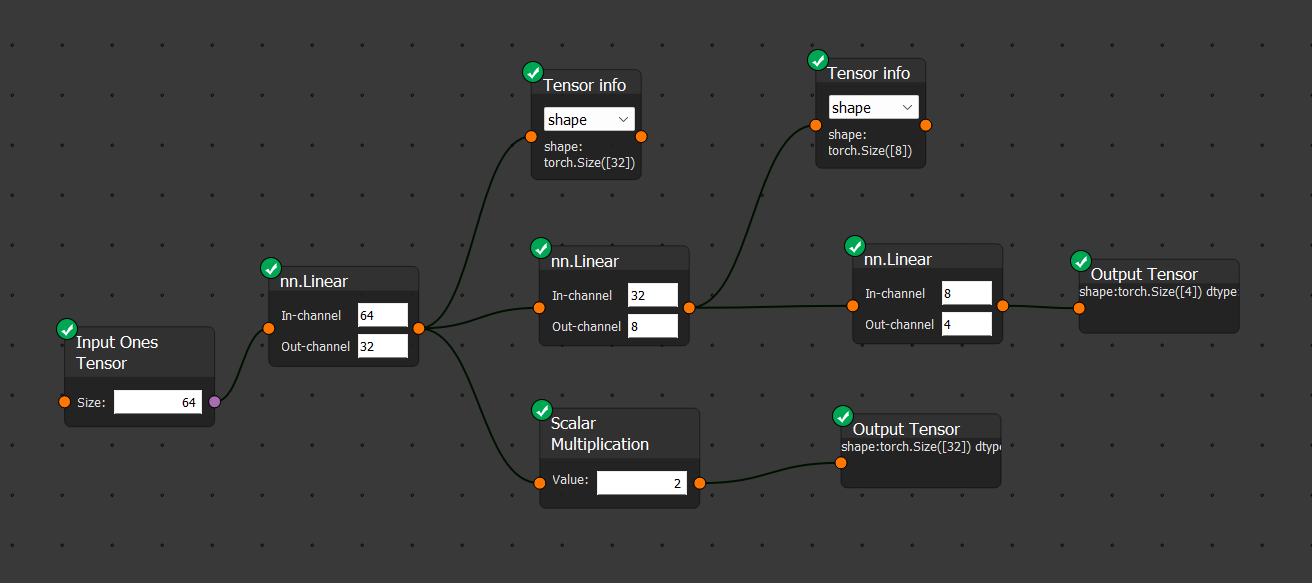 Tensor info
shape
shape:
torch.Size([32])
Tensor info
shape
shape:
torch.Size([8])
nn.Linear
In-channel 64
Out-channel 32
nn.Linear
In-channel 32
Out-channel 8
nn.Linear
In-channel 8
Out-channel 4
Output Tensor
shape:torch.Size([4]) dtype
Input Ones
Tensor
Size: 64
Scalar
Multiplication
Value: 2
Output Tensor
shape:torch.Size([32]) dtype